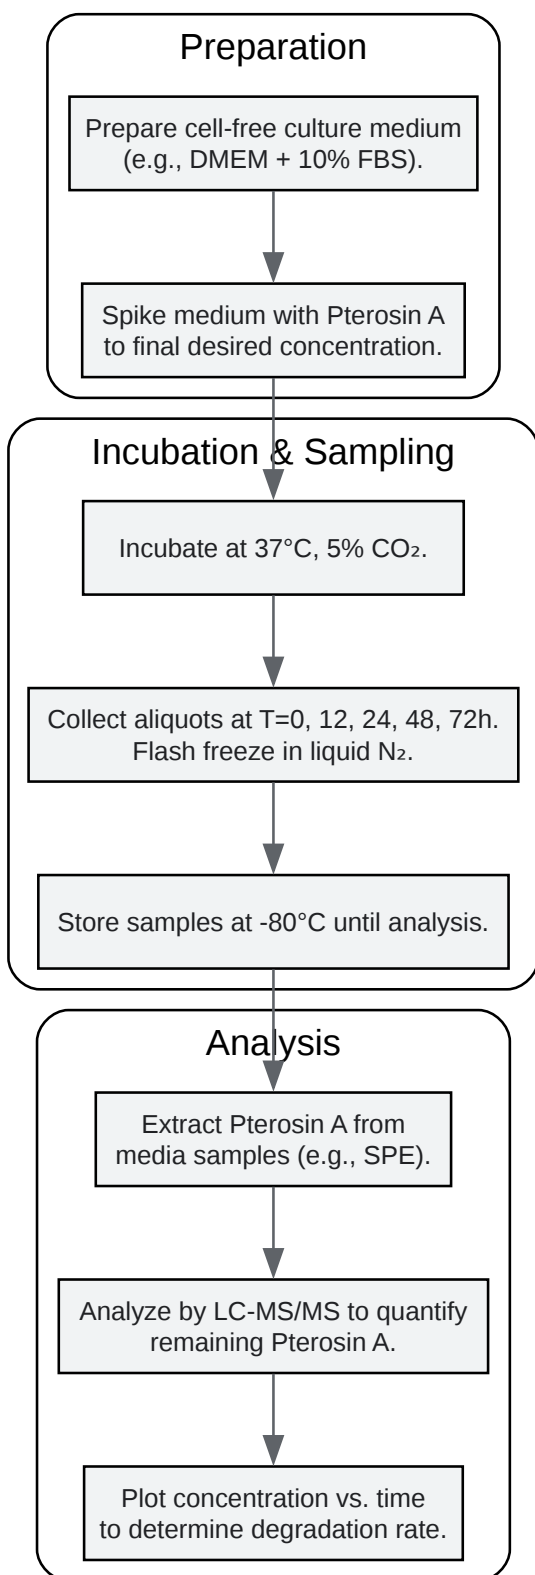 Preparation
Prepare cell-free culture medium
(e.g., DMEM + 10% FBS).
Spike medium with Pterosin A
to final desired concentration.
Incubation & Sampling
Incubate at 37°C, 5% CO₂.
Collect aliquots at T=0, 12, 24, 48, 72h.
Flash freeze in liquid N₂.
Store samples at -80°C until analysis.
Analysis
Extract Pterosin A from
media samples (e.g., SPE).
Analyze by LC-MS/MS to quantify
remaining Pterosin A.
Plot concentration vs. time
to determine degradation rate.